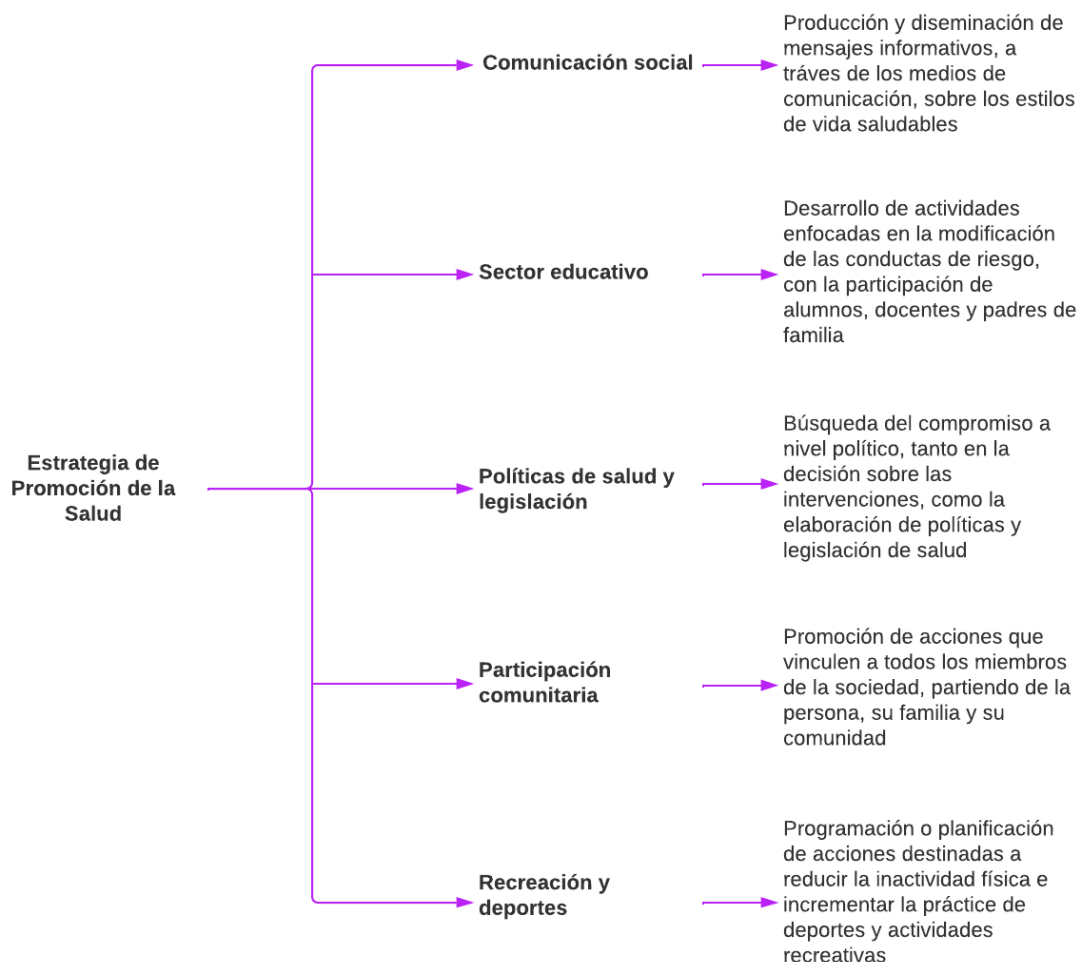 Estrategia de
Promoción de la
Salud
Comunicación social
Producción y diseminación de
mensajes informativos, a
tráves de los medios de
comunicación, sobre los estilos
de vida saludables
Sector educativo
Desarrollo de actividades
enfocadas en la modificación
de las conductas de riesgo,
con la participación de
alumnos, docentes y padres de
familia
Políticas de salud y
legislación
Búsqueda del compromiso a
nivel político, tanto en la
decisión sobre las
intervenciones, como la
elaboración de políticas y
legislación de salud
Participación
comunitaria
Promoción de acciones que
vinculen a todos los miembros
de la sociedad, partiendo de la
persona, su familia y su
comunidad
Recreación y
deportes
Programación o planificación
de acciones destinadas a
reducir la inactividad física e
incrementar la práctice de
deportes y actividades
recreativas